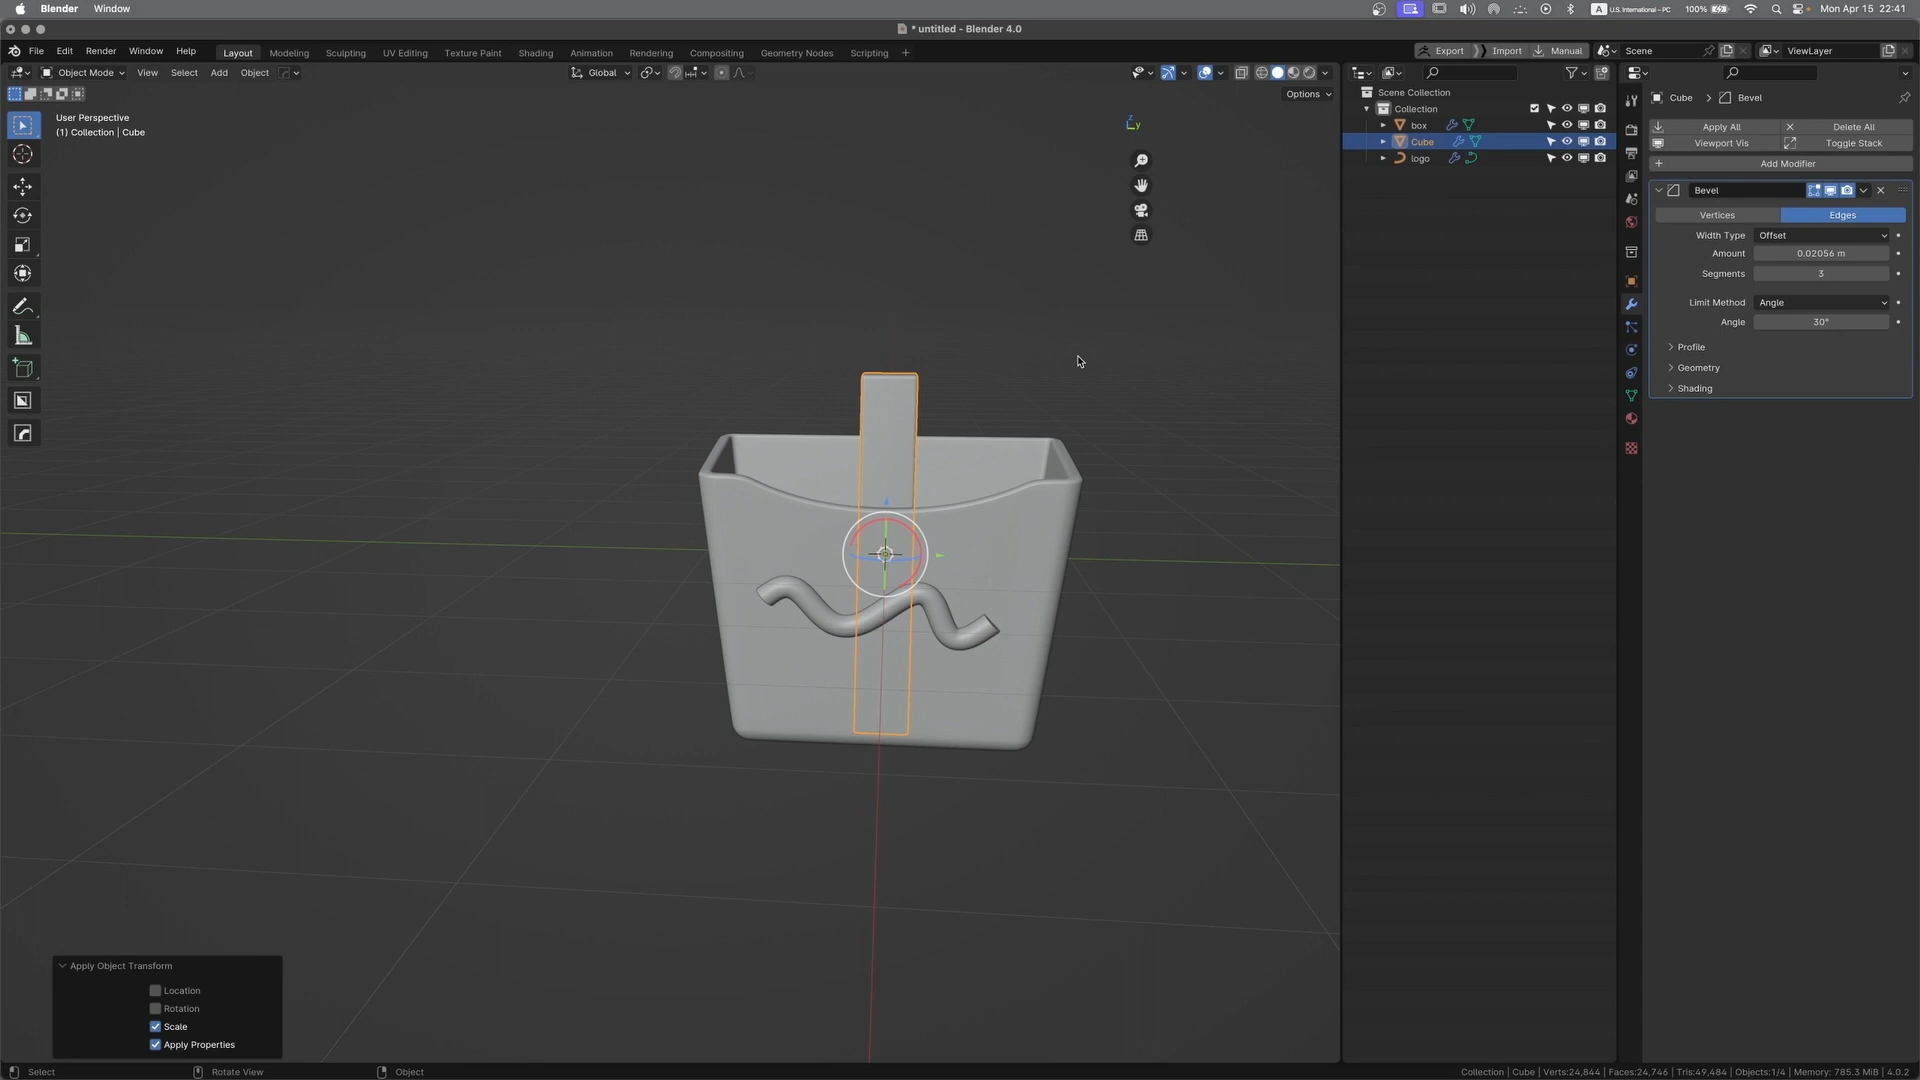 Blender Window
100% Mon Apr 15 22:41
A U.S. International – PC
* untitled - Blender 4.0
File Edit Render Window Help
Layout Modeling Sculpting UV Editing Texture Paint Shading Animation Rendering Compositing Geometry Nodes Scripting +
Export Import Manual Scene ViewLayer
Object Mode View Select Add Object
Global
Options
User Perspective
(1) Collection | Cube
Z
Y
Scene Collection
Collection
box
Cube
logo
Cube > Bevel
Apply All Delete All
Viewport Vis Toggle Stack
Add Modifier
Bevel
Vertices Edges
Width Type Offset
Amount 0.02056 m
Segments 3
Limit Method Angle
Angle 30°
Profile
Geometry
Shading
Apply Object Transform
Location
Rotation
Scale
Apply Properties
Select Rotate View Object
Collection | Cube | Verts:24,844 | Faces:24,746 | Tris:49,484 | Objects:1/4 | Memory: 785.3 MiB | 4.0.2